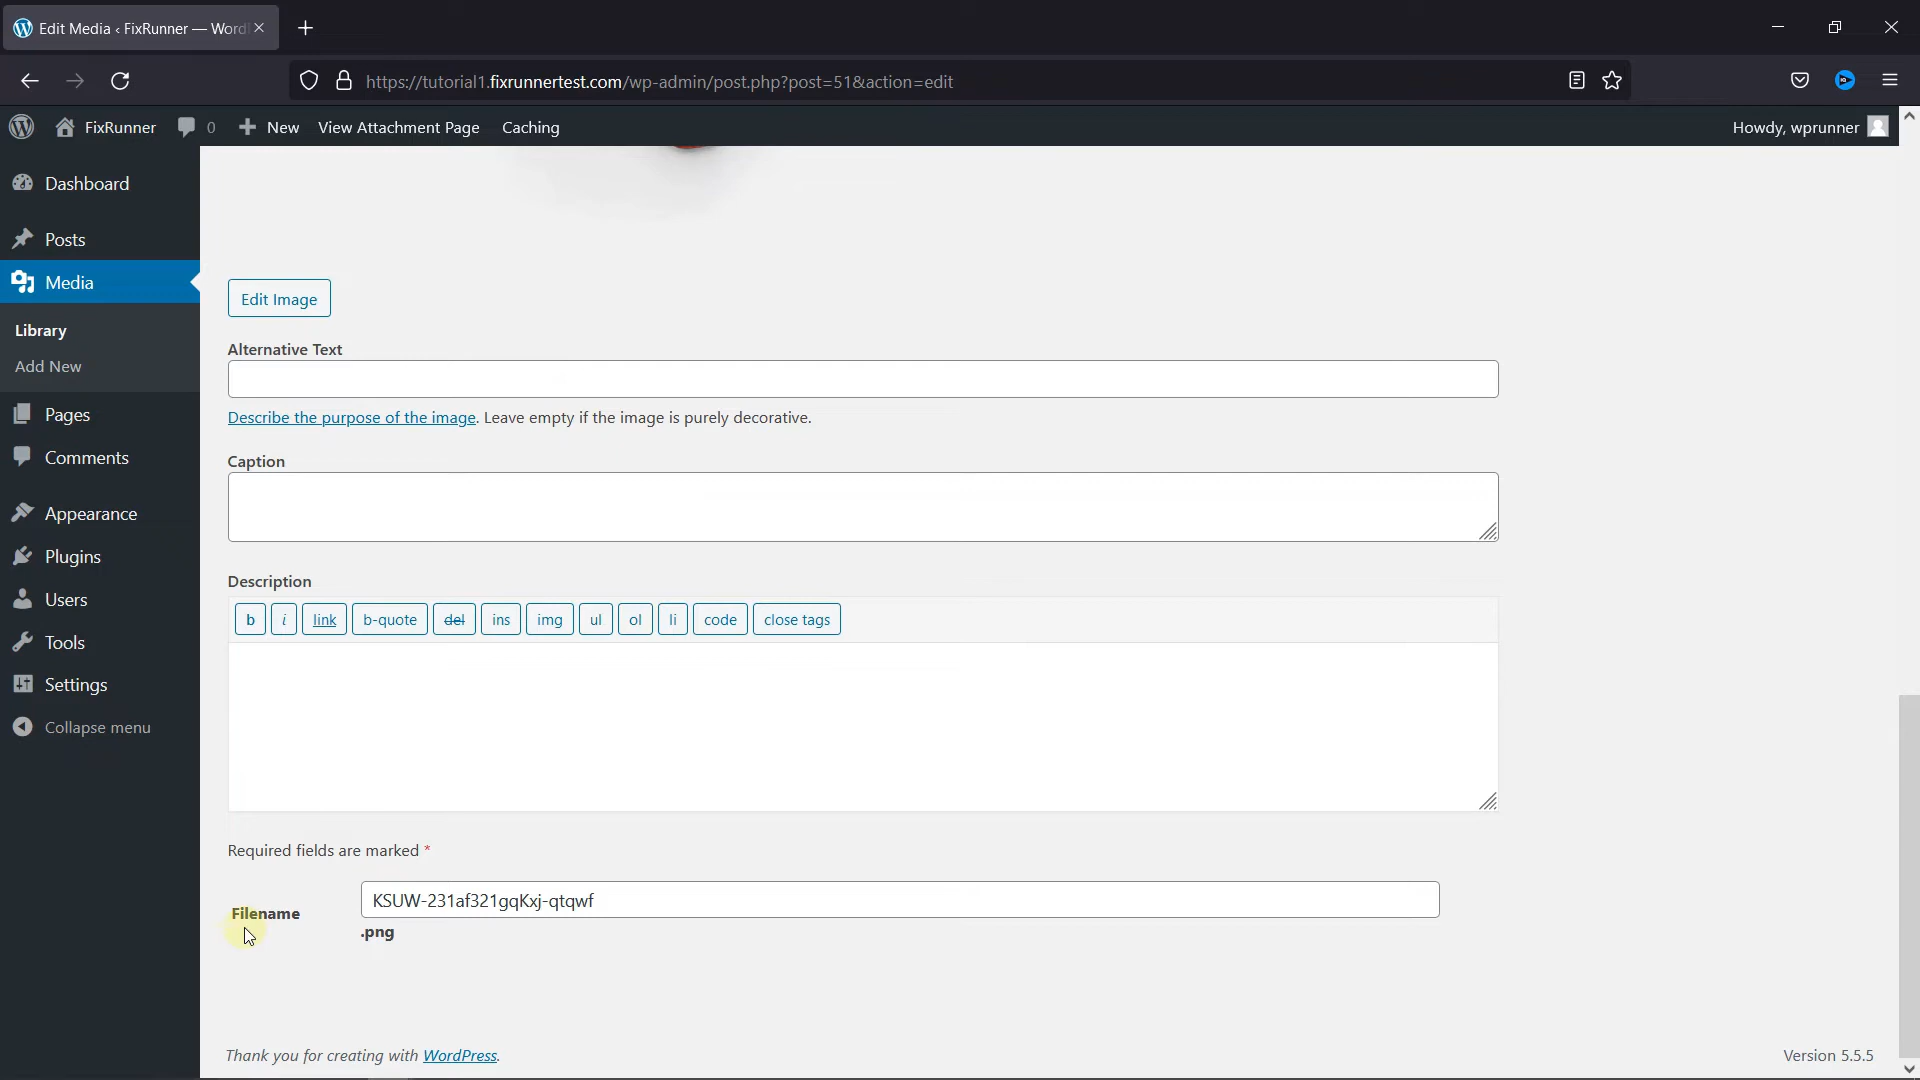 Edit Media ‹ FixRunner — Word
https://tutorial1.fixrunnertest.com/wp-admin/post.php?post=51&action=edit
FixRunner 0 New View Attachment Page Caching Howdy, wprunner
Dashboard
Posts
Media
Library
Add New
Pages
Comments
Appearance
Plugins
Users
Tools
Settings
Collapse menu
Edit Image
Alternative Text
Describe the purpose of the image. Leave empty if the image is purely decorative.
Caption
Description
b i link b-quote del ins img ul ol li code close tags
Required fields are marked *
Filename KSUW-231af321gqKxj-qtqwf
.png
Thank you for creating with WordPress. Version 5.5.5